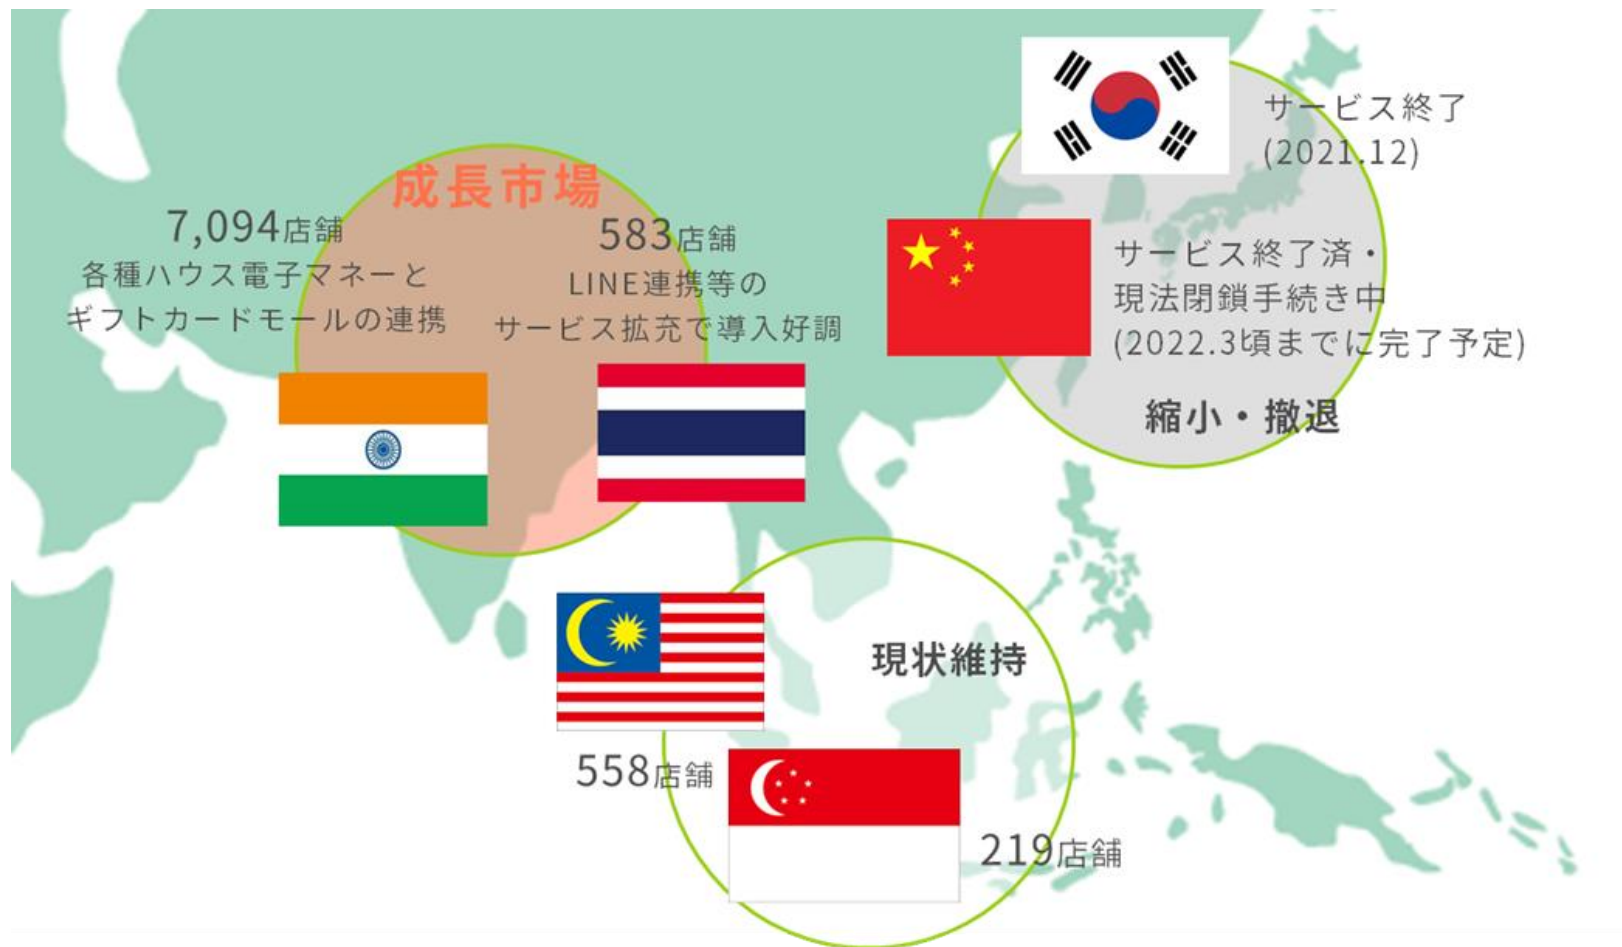 成長市場
7,094店舗
各種ハウス電子マネーと
ギフトカードモールの連携
583店舗
LINE連携等の
サービス拡充で導入好調
サービス終了
(2021.12)
サービス終了済・
現法閉鎖手続き中
(2022.3頃までに完了予定)
縮小・撤退
現状維持
558店舗
219店舗